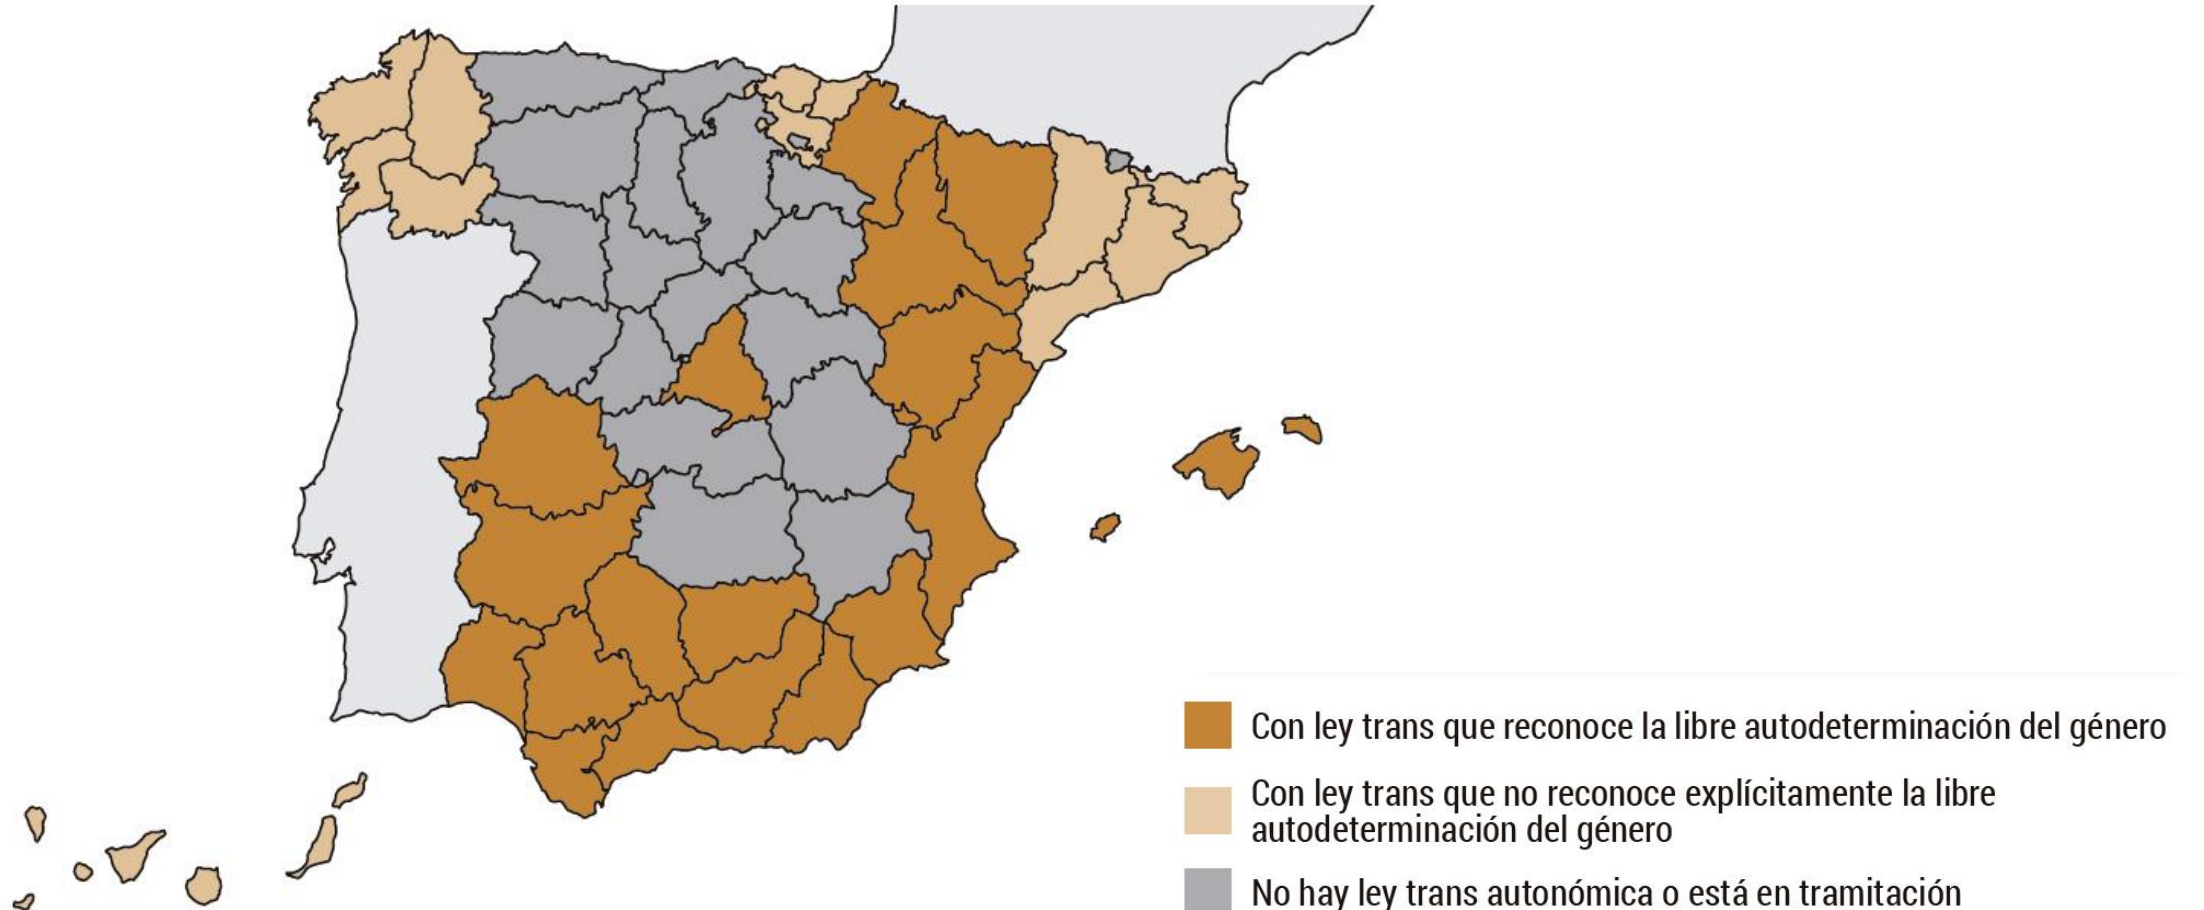 Con ley trans que reconoce la libre autodeterminación del género
Con ley trans que no reconoce explícitamente la libre
autodeterminación del género
No hay ley trans autonómica o está en tramitación